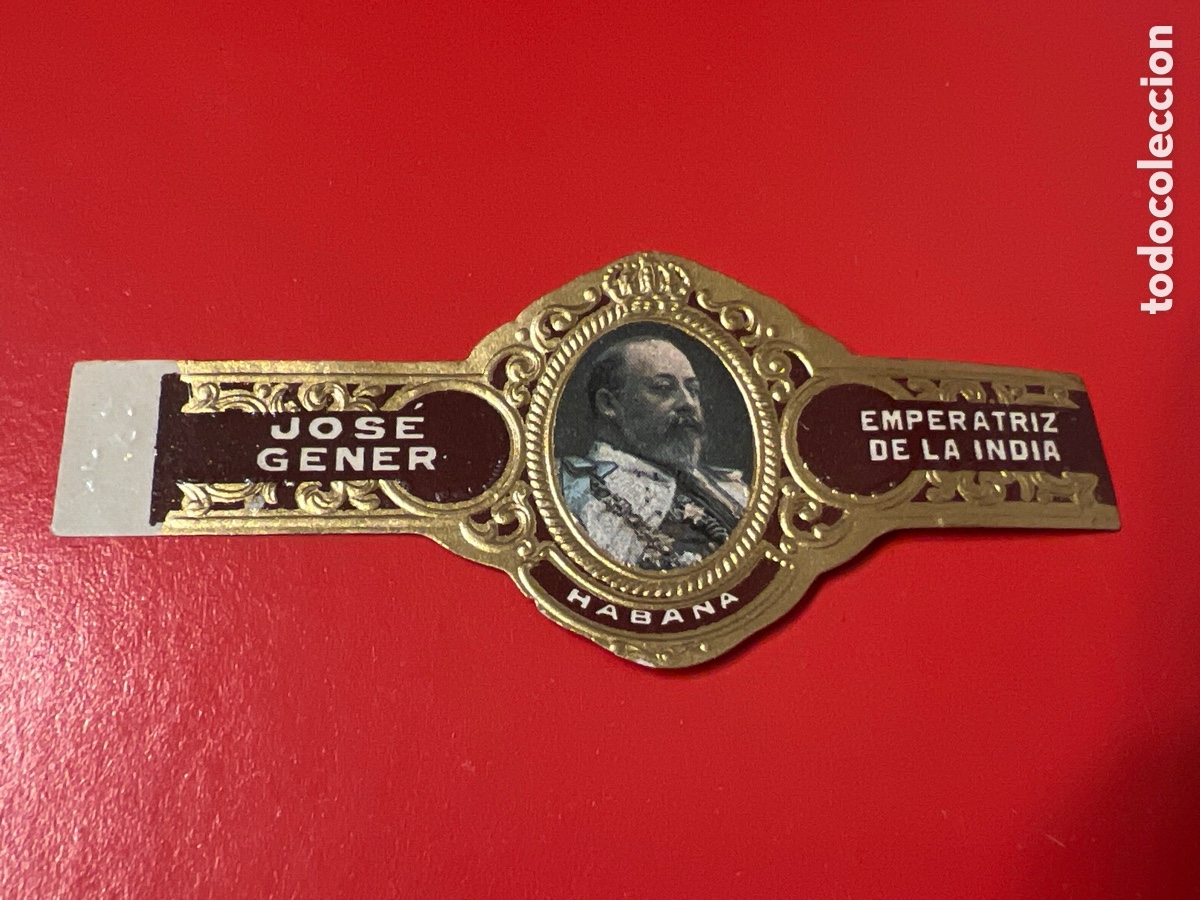 JOSÉ
GENER
EMPERATRIZ
DE LA INDIA
HABANA
todocoleccion